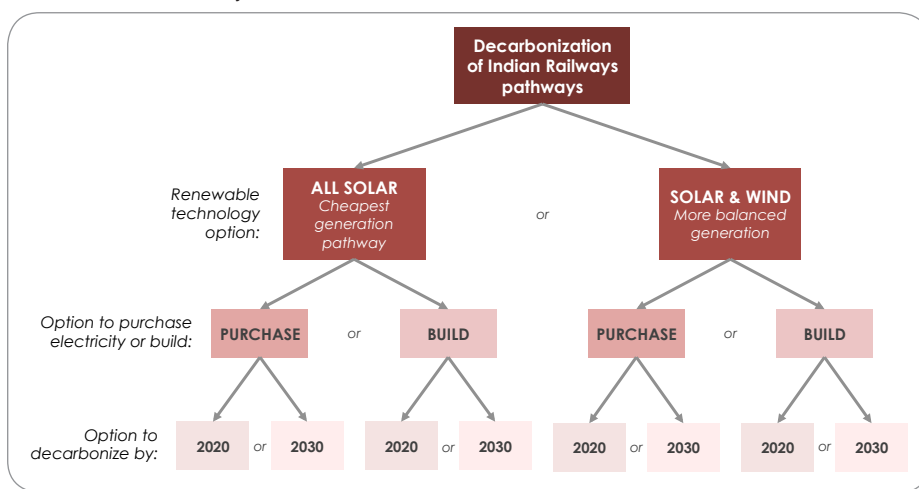 Decarbonization
of Indian Railways
pathways
Renewable
technology
option:
ALL SOLAR
Cheapest
generation
pathway
or
SOLAR & WIND
More balanced
generation
Option to purchase
electricity or build:
PURCHASE
or
BUILD
PURCHASE
or
BUILD
Option to
decarbonize by:
2020
or
2030
2020
or
2030
2020
or
2030
2020
or
2030